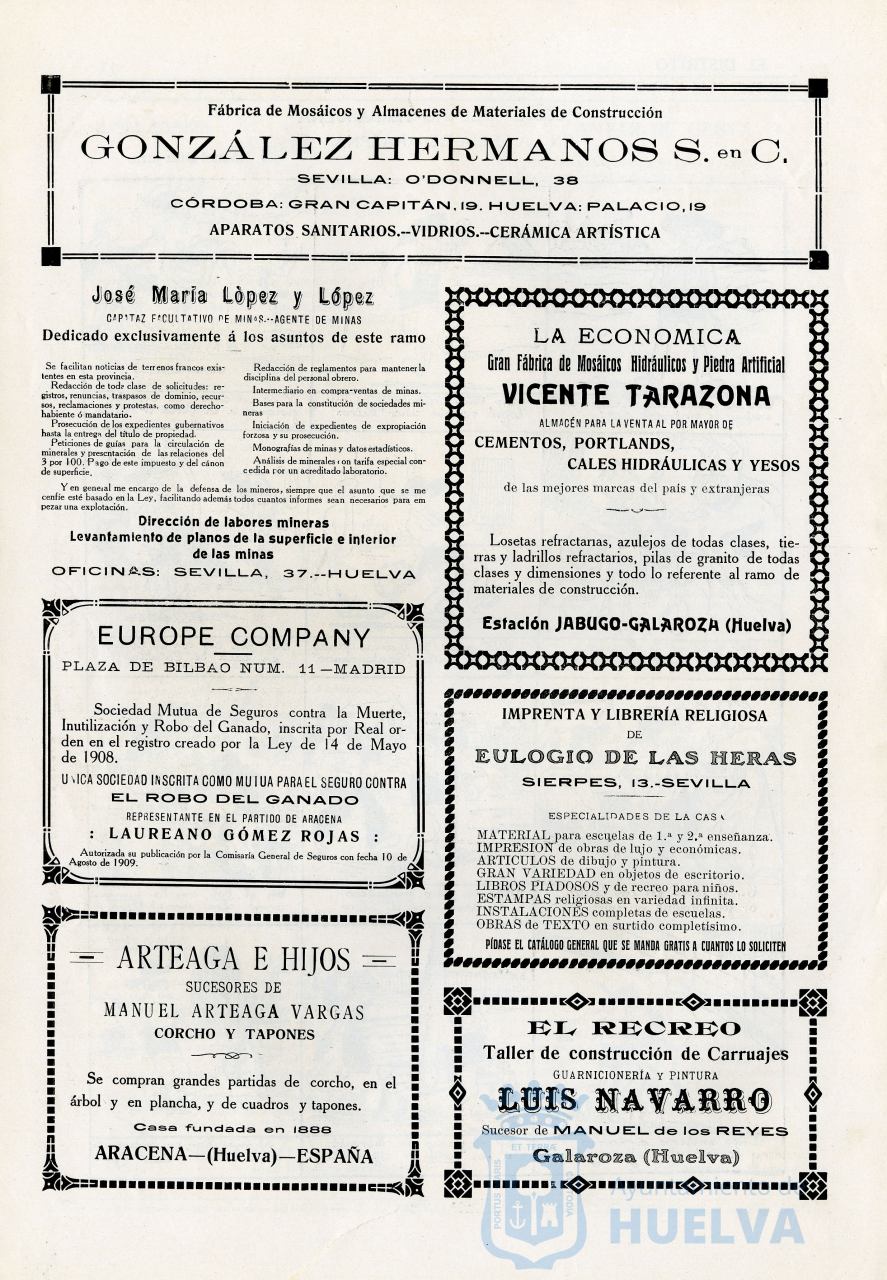 Fábrica de Mosáicos y Almacenes de Materiales de Construcción
GONZÁLEZ HERMANOS S. en C.
SEVILLA: O'DONNELL, 38
CÓRDOBA: GRAN CAPITÁN, 19. HUELVA: PALACIO, 19
APARATOS SANITARIOS.--VIDRIOS.--CERÁMICA ARTÍSTICA
José María Lòpez y López
CAPITAZ FACULTATIVO DE MINAS.--AGENTE DE MINAS
Dedicado exclusivamente á los asuntos de este ramo
Se facilitan noticias de terrenos francos exis-
tentes en esta provincia.
Redacción de tode clase de solicitudes: re-
gistros, renuncias, traspasos de dominio, recur-
sos, reclamaciones y protestas, como derecho-
habiente ó mandatario.
Prosecución de los expedientes gubernativos
hasta la entrega del título de propiedad.
Peticiones de guías para la circulación de
minerales y presentación de las relaciones del
3 por 100. Pago de este impuesto y del cánon
de superficie.
Redacción de reglamentos para mantener la
disciplina del personal obrero.
Intermediario en compra-ventas de minas.
Bases para la constitución de sociedades mi-
neras
Iniciación de expedientes de expropiación
forzosa y su prosecución.
Monografías de minas y datos estadísticos.
Análisis de minerales con tarifa especial con-
cedida por un acreditado laboratorio.
Y en general me encargo de la defensa de los mineros, siempre que el asunto que se me
cenfie esté basado en la Ley, facilitando además todos cuantos informes sean necesarios para em
pezar una explotación.
Dirección de labores mineras
Levantamiento de planos de la superficie e interior
de las minas
OFICINAS: SEVILLA, 37.--HUELVA
LA ECONOMICA
Gran Fábrica de Mosáicos Hidráulicos y Piedra Artificial
VICENTE TARAZONA
ALMACÉN PARA LA VENTA AL POR MAYOR DE
CEMENTOS, PORTLANDS,
CALES HIDRÁULICAS Y YESOS
de las mejores marcas del país y extranjeras
Losetas refractarias, azulejos de todas clases, tie-
rras y ladrillos refractarios, pilas de granito de todas
clases y dimensiones y todo lo referente al ramo de
materiales de construcción.
Estación JABUGO-GALAROZA (Huelva)
EUROPE COMPANY
PLAZA DE BILBAO NUM. 11—MADRID
Sociedad Mutua de Seguros contra la Muerte,
Inutilización y Robo del Ganado, inscrita por Real or-
den en el registro creado por la Ley de 14 de Mayo
de 1908.
UNICA SOCIEDAD INSCRITA COMO MUTUA PARA EL SEGURO CONTRA
EL ROBO DEL GANADO
REPRESENTANTE EN EL PARTIDO DE ARACENA
: LAUREANO GÓMEZ ROJAS :
Autorizada su publicación por la Comisaría General de Seguros con fecha 10 de
Agosto de 1909.
IMPRENTA Y LIBRERÍA RELIGIOSA
DE
EULOGIO DE LAS HERAS
SIERPES, 13.-SEVILLA
ESPECIALIDADES DE LA CASA
MATERIAL para escuelas de 1.ª y 2.ª enseñanza.
IMPRESION de obras de lujo y económicas.
ARTICULOS de dibujo y pintura.
GRAN VARIEDAD en objetos de escritorio.
LIBROS PIADOSOS y de recreo para niños.
ESTAMPAS religiosas en variedad infinita.
INSTALACIONES completas de escuelas.
OBRAS de TEXTO en surtido completísimo.
PÍDASE EL CATÁLOGO GENERAL QUE SE MANDA GRATIS A CUANTOS LO SOLICITEN
ARTEAGA E HIJOS
SUCESORES DE
MANUEL ARTEAGA VARGAS
CORCHO Y TAPONES
Se compran grandes partidas de corcho, en el
árbol y en plancha, y de cuadros y tapones.
Casa fundada en 1888
ARACENA—(Huelva)—ESPAÑA
EL RECREO
Taller de construcción de Carruajes
GUARNICIONERÍA Y PINTURA
LUIS NAVARRO
Sucesor de MANUEL de los REYES
Galaroza (Huelva)
PORTUS MARIS
ET TERRE
CUSTODIA
Ayuntamiento de
HUELVA